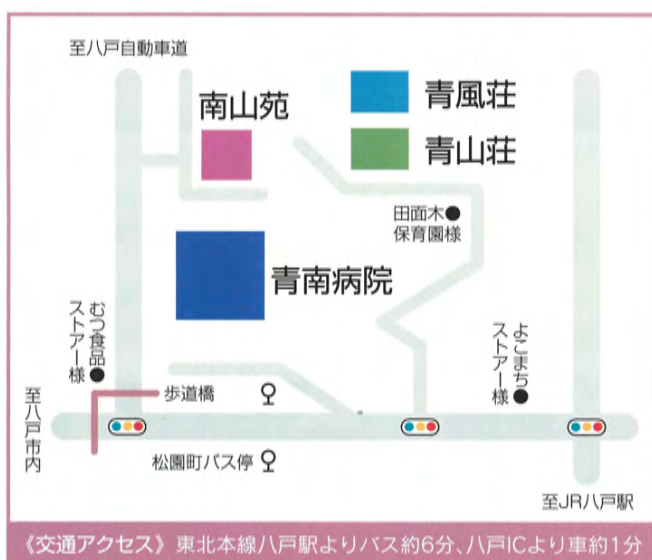 至八戸自動車道
南山苑
青風荘
青山荘
田面木●
保育園様
青南病院
むつ食品●
ストアー様
よこまち●
ストアー様
歩道橋
至八戸市内
松園町バス停
至JR八戸駅
《交通アクセス》東北本線八戸駅よりバス約6分、八戸ICより車約1分